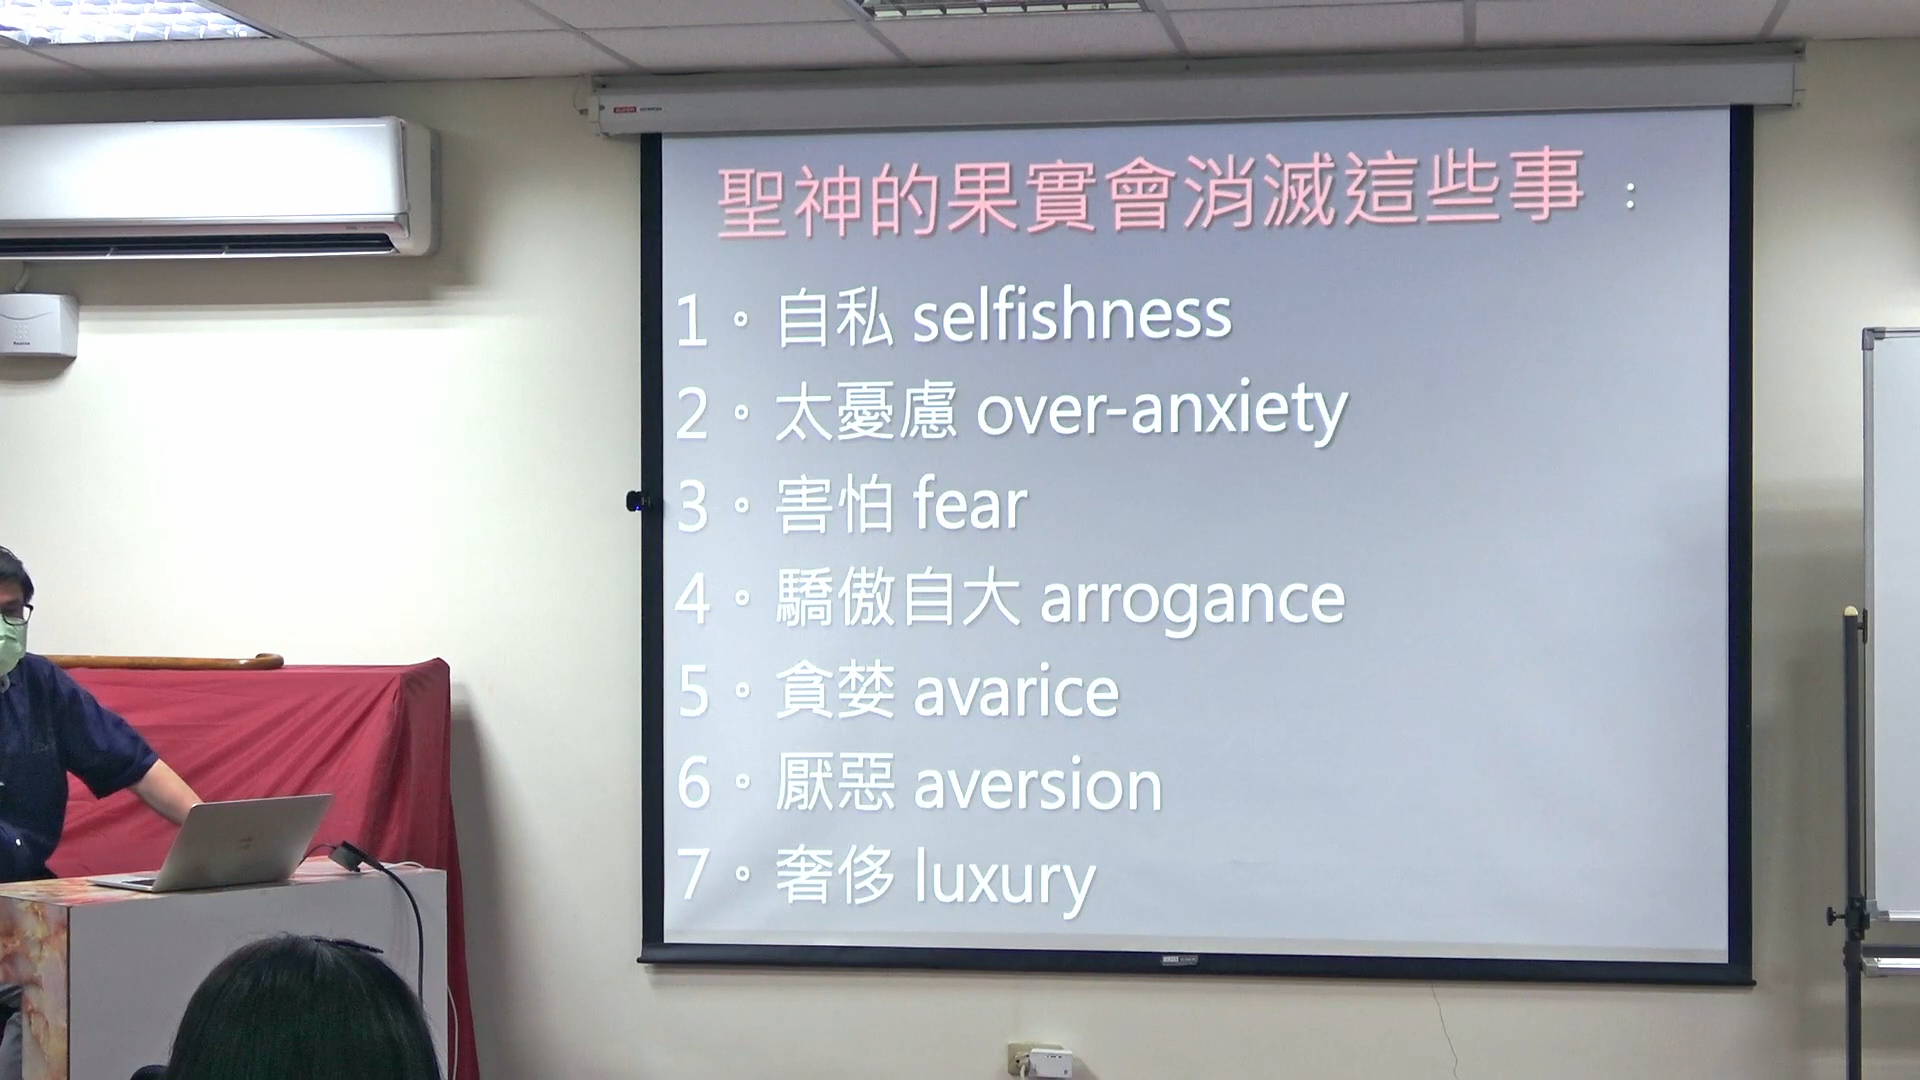 聖神的果實會消滅這些事：
1。自私 selfishness
2。太憂慮 over-anxiety
3。害怕 fear
4。驕傲自大 arrogance
5。貪婪 avarice
6。厭惡 aversion
7。奢侈 luxury